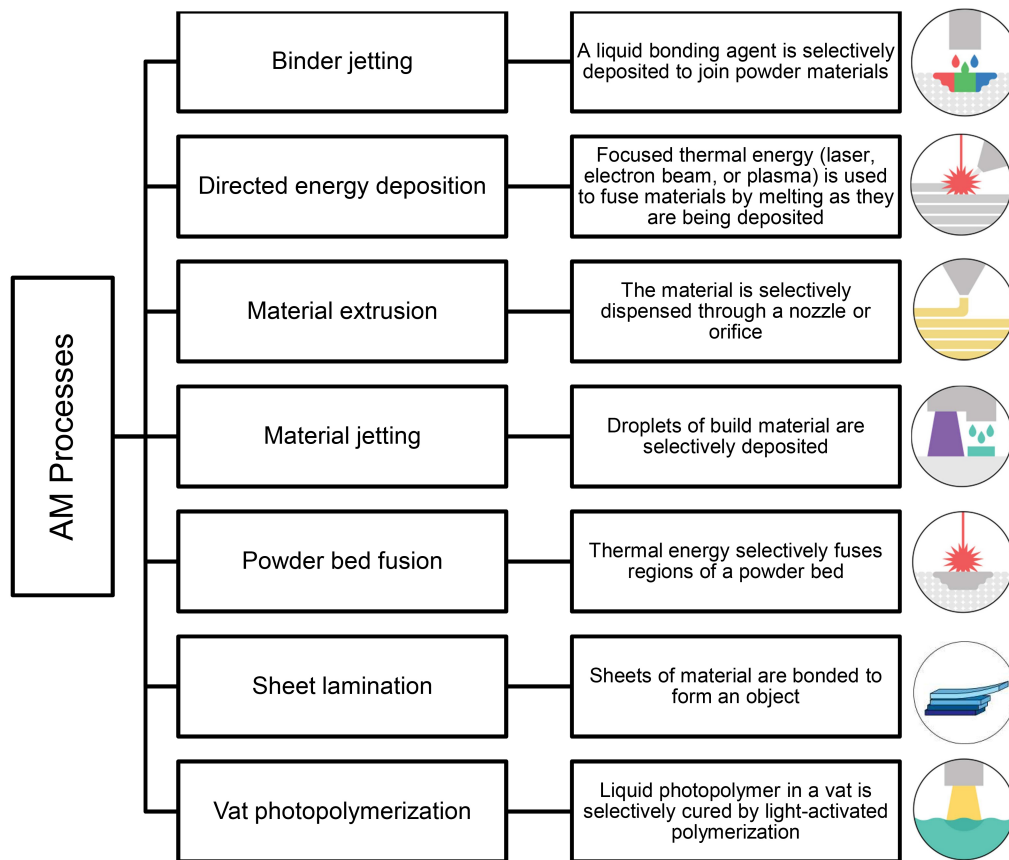 AM Processes
Binder jetting
A liquid bonding agent is selectively
deposited to join powder materials
Directed energy deposition
Focused thermal energy (laser,
electron beam, or plasma) is used
to fuse materials by melting as they
are being deposited
Material extrusion
The material is selectively
dispensed through a nozzle or
orifice
Material jetting
Droplets of build material are
selectively deposited
Powder bed fusion
Thermal energy selectively fuses
regions of a powder bed
Sheet lamination
Sheets of material are bonded to
form an object
Vat photopolymerization
Liquid photopolymer in a vat is
selectively cured by light-activated
polymerization